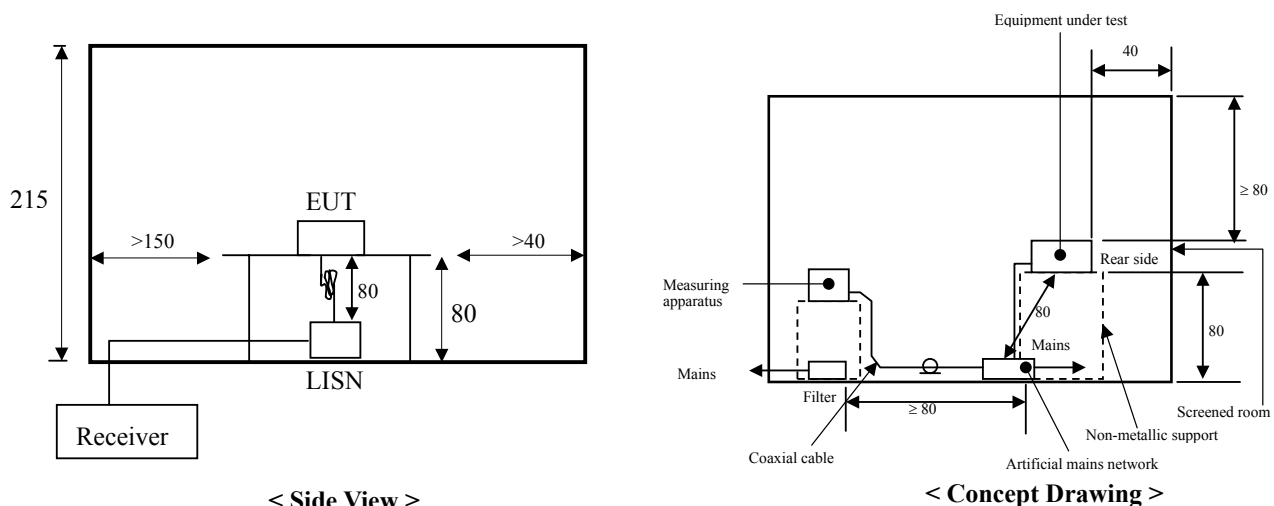 215
EUT
>150
>40
80
80
LISN
Receiver
< Side View >
Equipment under test
40
≥ 80
Rear side
Measuring
apparatus
80
80
Mains
Mains
Filter
≥ 80
Screened room
Non-metallic support
Coaxial cable
Artificial mains network
< Concept Drawing >